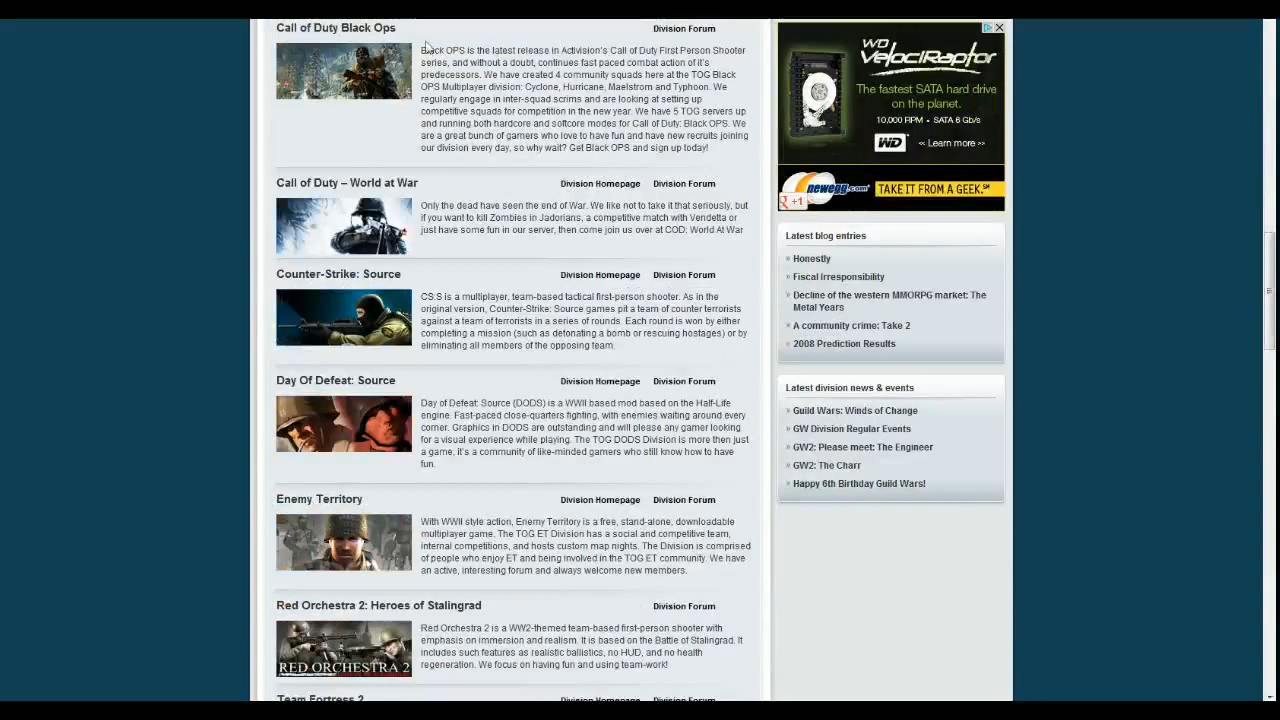 Call of Duty Black Ops
Division Forum
Black OPS is the latest release in Activision's Call of Duty First Person Shooter
series, and without a doubt, continues fast paced combat action of it's
predecessors. We have created 4 community squads here at the TOG Black
OPS Multiplayer division: Cyclone, Hurricane, Maelstrom and Typhoon. We
regularly engage in inter-squad scrims and are looking at setting up
competitive squads for competition in the new year. We have 5 TOG servers up
and running both hardcore and softcore modes for Call of Duty: Black OPS. We
are a great bunch of gamers who love to have fun and have new recruits joining
our division every day, so why wait? Get Black OPS and sign up today!
Call of Duty – World at War
Division Homepage Division Forum
Only the dead have seen the end of War. We like not to take it that seriously, but
if you want to kill Zombies in Jadorians, a competitive match with Vendetta or
just have some fun in our server, then come join us over at COD: World At War
Counter-Strike: Source
Division Homepage Division Forum
CS:S is a multiplayer, team-based tactical first-person shooter. As in the
original version, Counter-Strike: Source games pit a team of counter terrorists
against a team of terrorists in a series of rounds. Each round is won by either
completing a mission (such as detonating a bomb or rescuing hostages) or by
eliminating all members of the opposing team.
Day Of Defeat: Source
Division Homepage Division Forum
Day of Defeat: Source (DODS) is a WWII based mod based on the Half-Life
engine. Fast-paced close-quarters fighting, with enemies waiting around every
corner. Graphics in DODS are outstanding and will please any gamer looking
for a visual experience while playing. The TOG DODS Division is more then just
a game, it's a community of like-minded gamers who still know how to have
fun.
Enemy Territory
Division Homepage Division Forum
With WWII style action, Enemy Territory is a free, stand-alone, downloadable
multiplayer game. The TOG ET Division has a social and competitive team,
internal competitions, and hosts custom map nights. The Division is comprised
of people who enjoy ET and being involved in the TOG ET community. We have
an active, interesting forum and always welcome new members.
Red Orchestra 2: Heroes of Stalingrad
Division Forum
RED ORCHESTRA 2
Red Orchestra 2 is a WW2-themed team-based first-person shooter with
emphasis on immersion and realism. It is based on the Battle of Stalingrad. It
includes such features as realistic ballistics, no HUD, and no health
regeneration. We focus on having fun and using team-work!
Team Fortress 2
Division Homepage Division Forum
WD
VelociRaptor
The fastest SATA hard drive
on the planet.
10,000 RPM • SATA 6 Gb/s
WD
‹‹ Learn more ››
newegg.com
TAKE IT FROM A GEEK.℠
+1
Latest blog entries
» Honestly
» Fiscal Irresponsibility
» Decline of the western MMORPG market: The
Metal Years
» A community crime: Take 2
» 2008 Prediction Results
Latest division news & events
» Guild Wars: Winds of Change
» GW Division Regular Events
» GW2: Please meet: The Engineer
» GW2: The Charr
» Happy 6th Birthday Guild Wars!